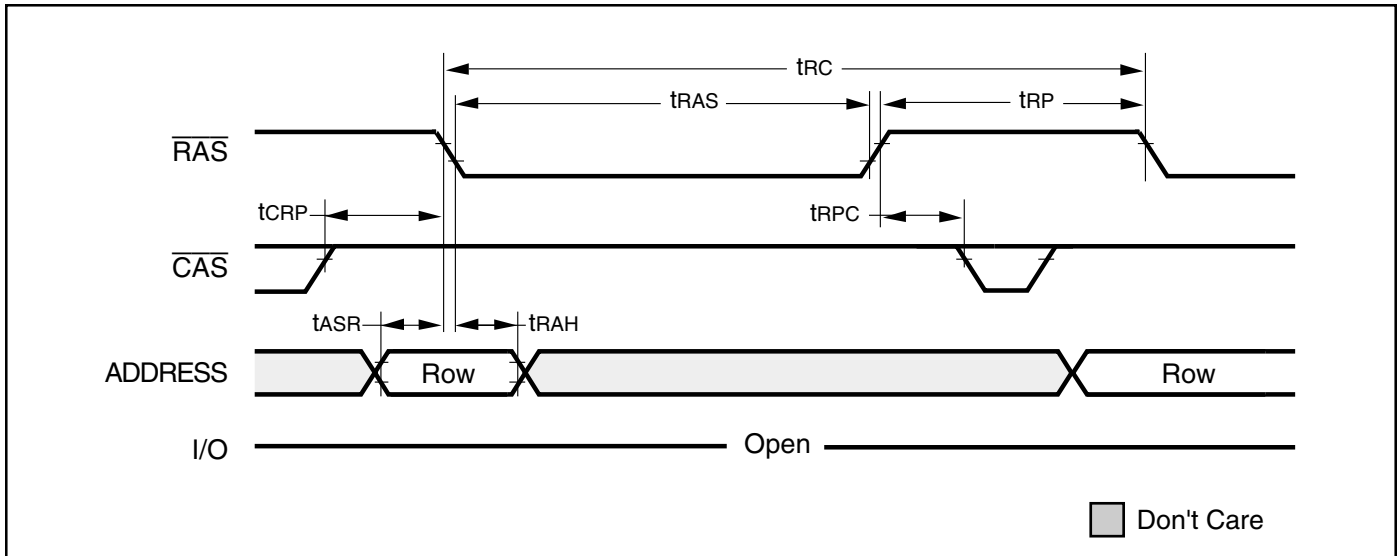 tRC
tRAS
tRP
RAS
tCRP
tRPC
CAS
tASR
tRAH
ADDRESS
Row
Row
I/O
Open
Don't Care